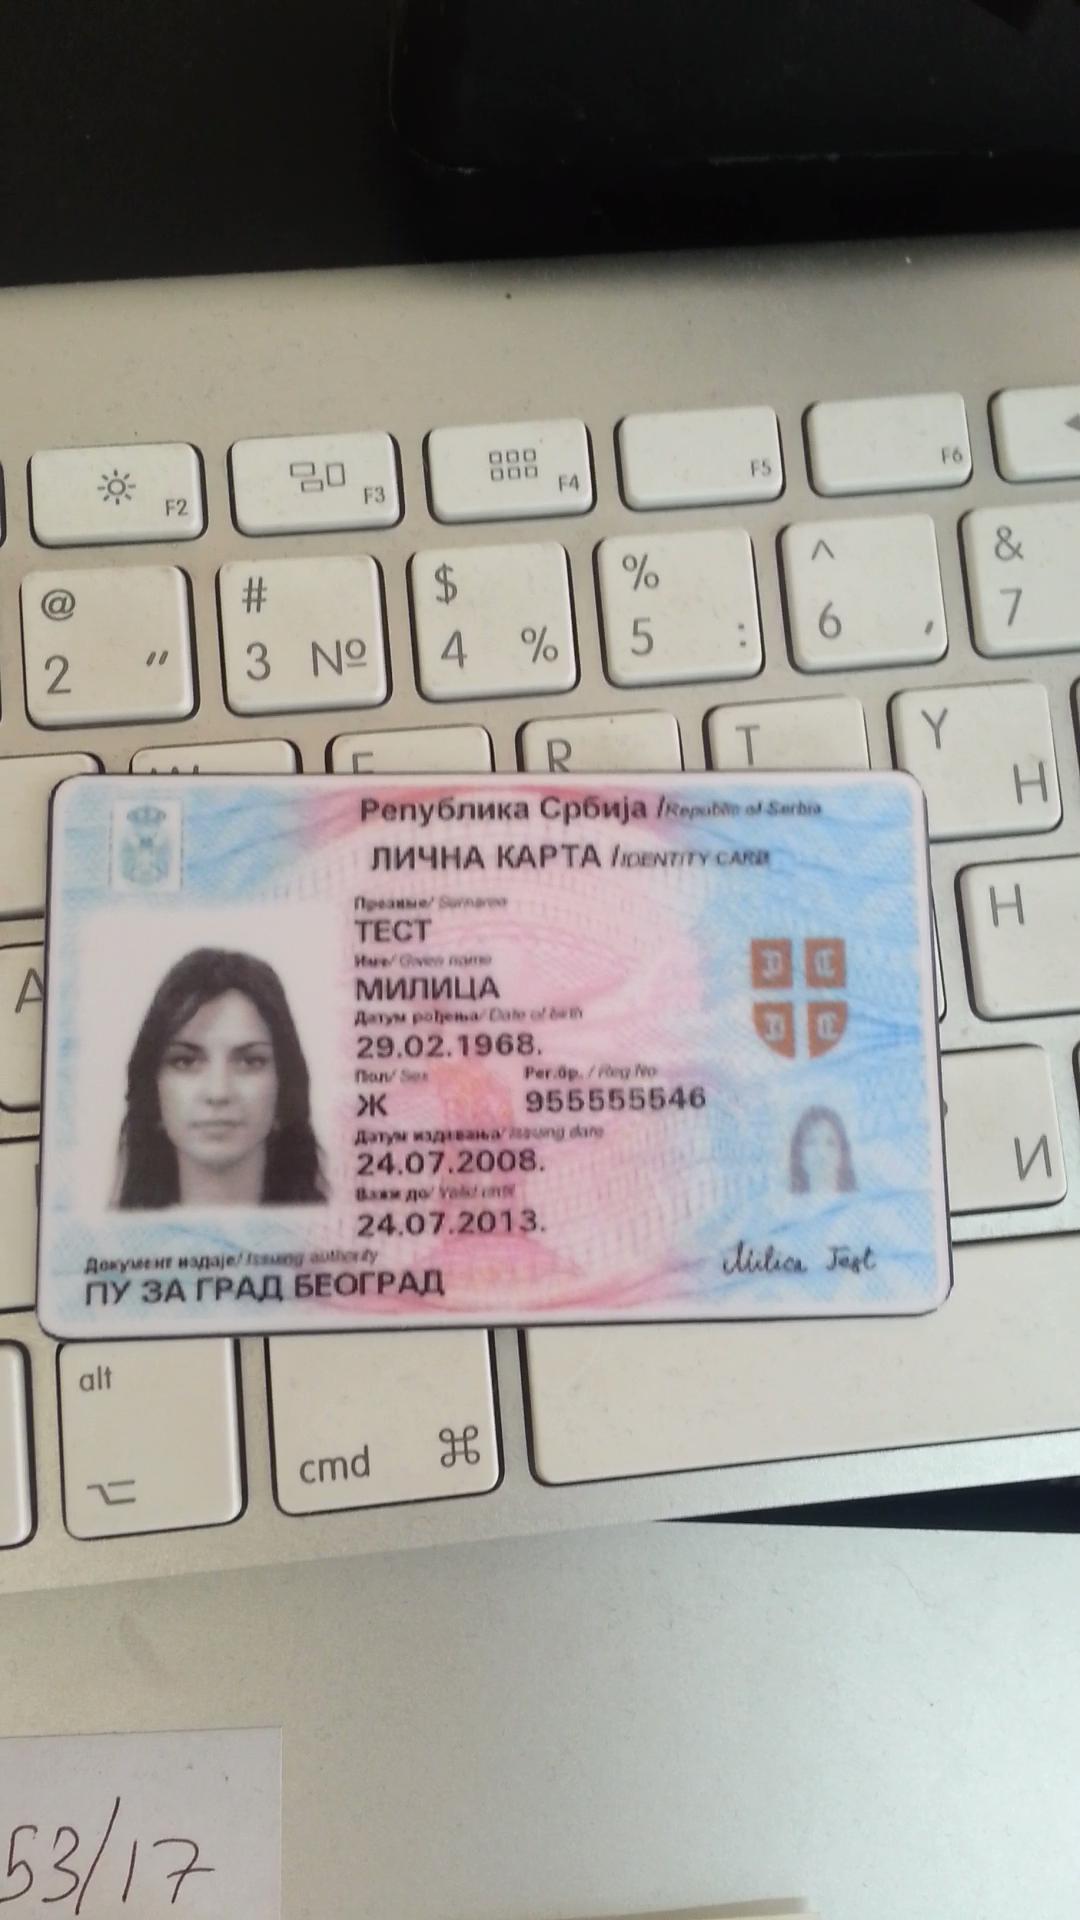 F2
F3
F4
F5
F6
@
2 "
#
3 №
$
4 %
%
5 :
^
6 ,
&
7
R
T
Y
Н
Република Србија /Republic of Serbia
ЛИЧНА КАРТА /IDENTITY CARD
Презиме/ Surname
ТЕСТ
Име/ Given name
МИЛИЦА
Датум рођења/ Date of birth
29.02.1968.
Пол/ Sex Рег.бр. / Reg No
Ж 955555546
Датум издавања/ Issuing date
24.07.2008.
Важи до/ Valid until
24.07.2013.
Документ издаје/ Issuing authority
ПУ ЗА ГРАД БЕОГРАД
Milica Test
A
H
И
alt
cmd ⌘
53/17